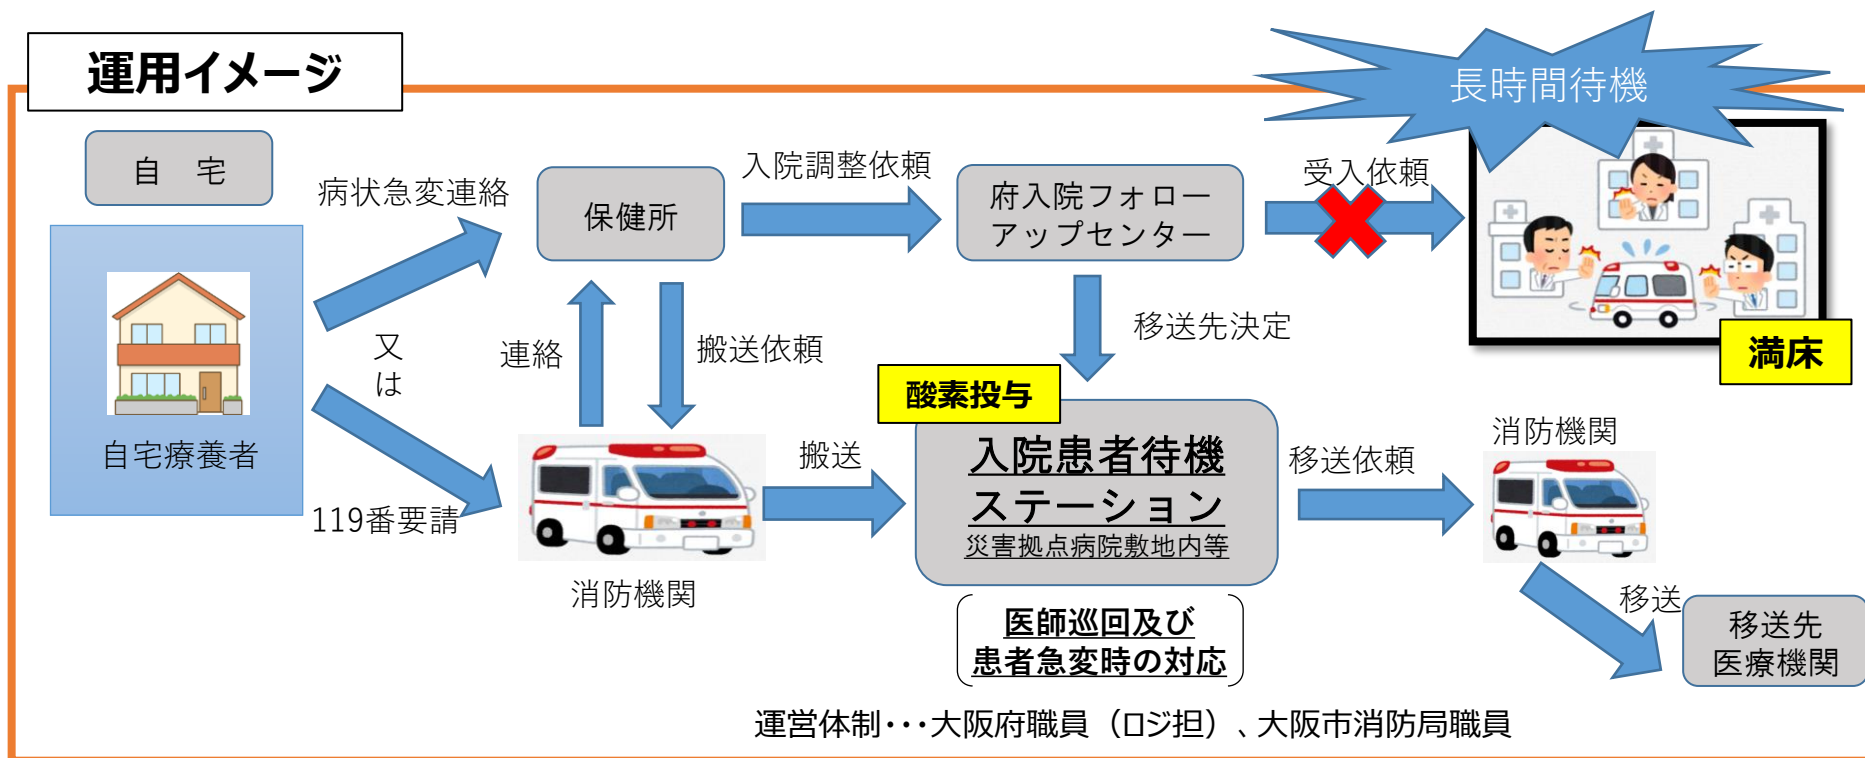 運用イメージ
長時間待機
自　宅
病状急変連絡
保健所
入院調整依頼
府入院フォロー
アップセンター
受入依頼
満床
又
は
連絡
搬送依頼
移送先決定
自宅療養者
119番要請
消防機関
搬送
酸素投与
入院患者待機
ステーション
災害拠点病院敷地内等
医師巡回及び
患者急変時の対応
移送依頼
消防機関
移送
移送先
医療機関
運営体制・・・大阪府職員（ロジ担）、大阪市消防局職員